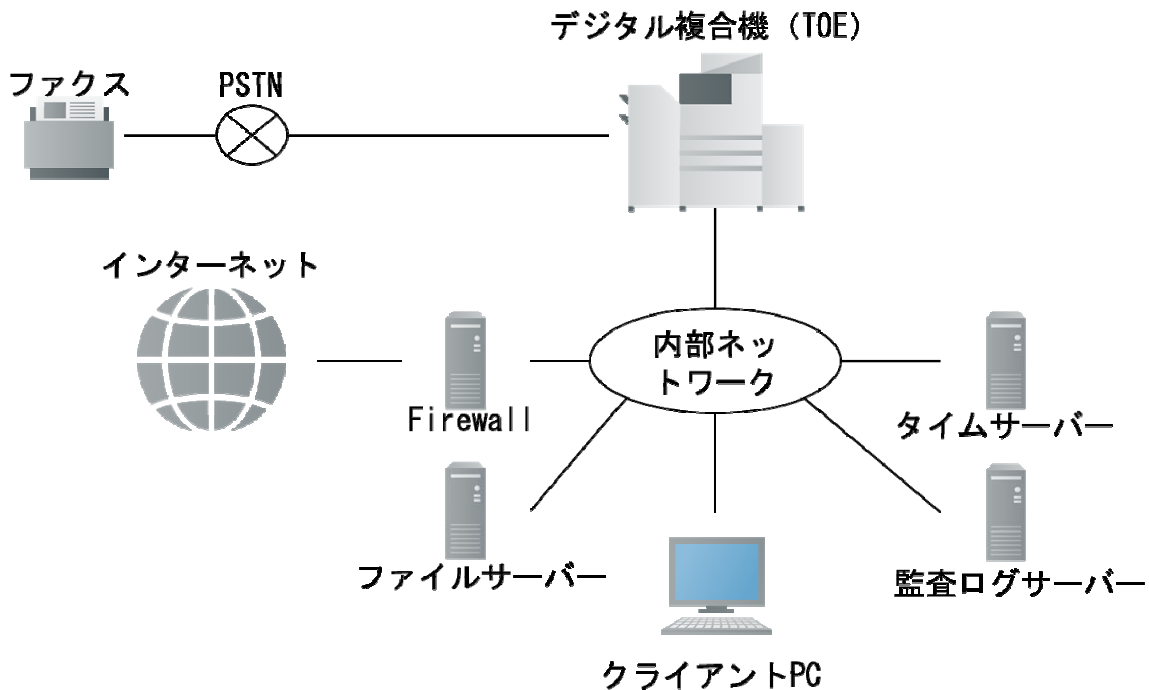 デジタル複合機 (TOE)
ファクス
PSTN
インターネット
内部ネッ
トワーク
Firewall
タイムサーバー
ファイルサーバー
監査ログサーバー
クライアントPC